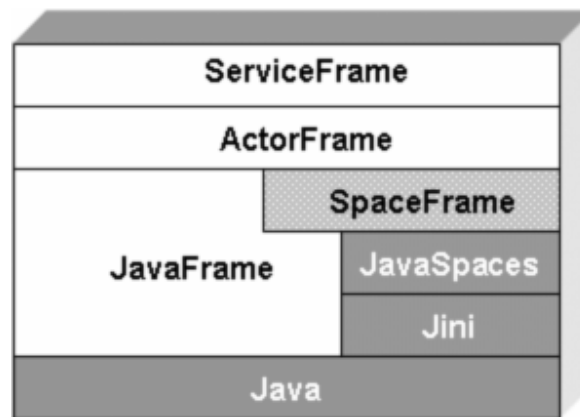 ServiceFrame
ActorFrame
SpaceFrame
JavaFrame
JavaSpaces
Jini
Java